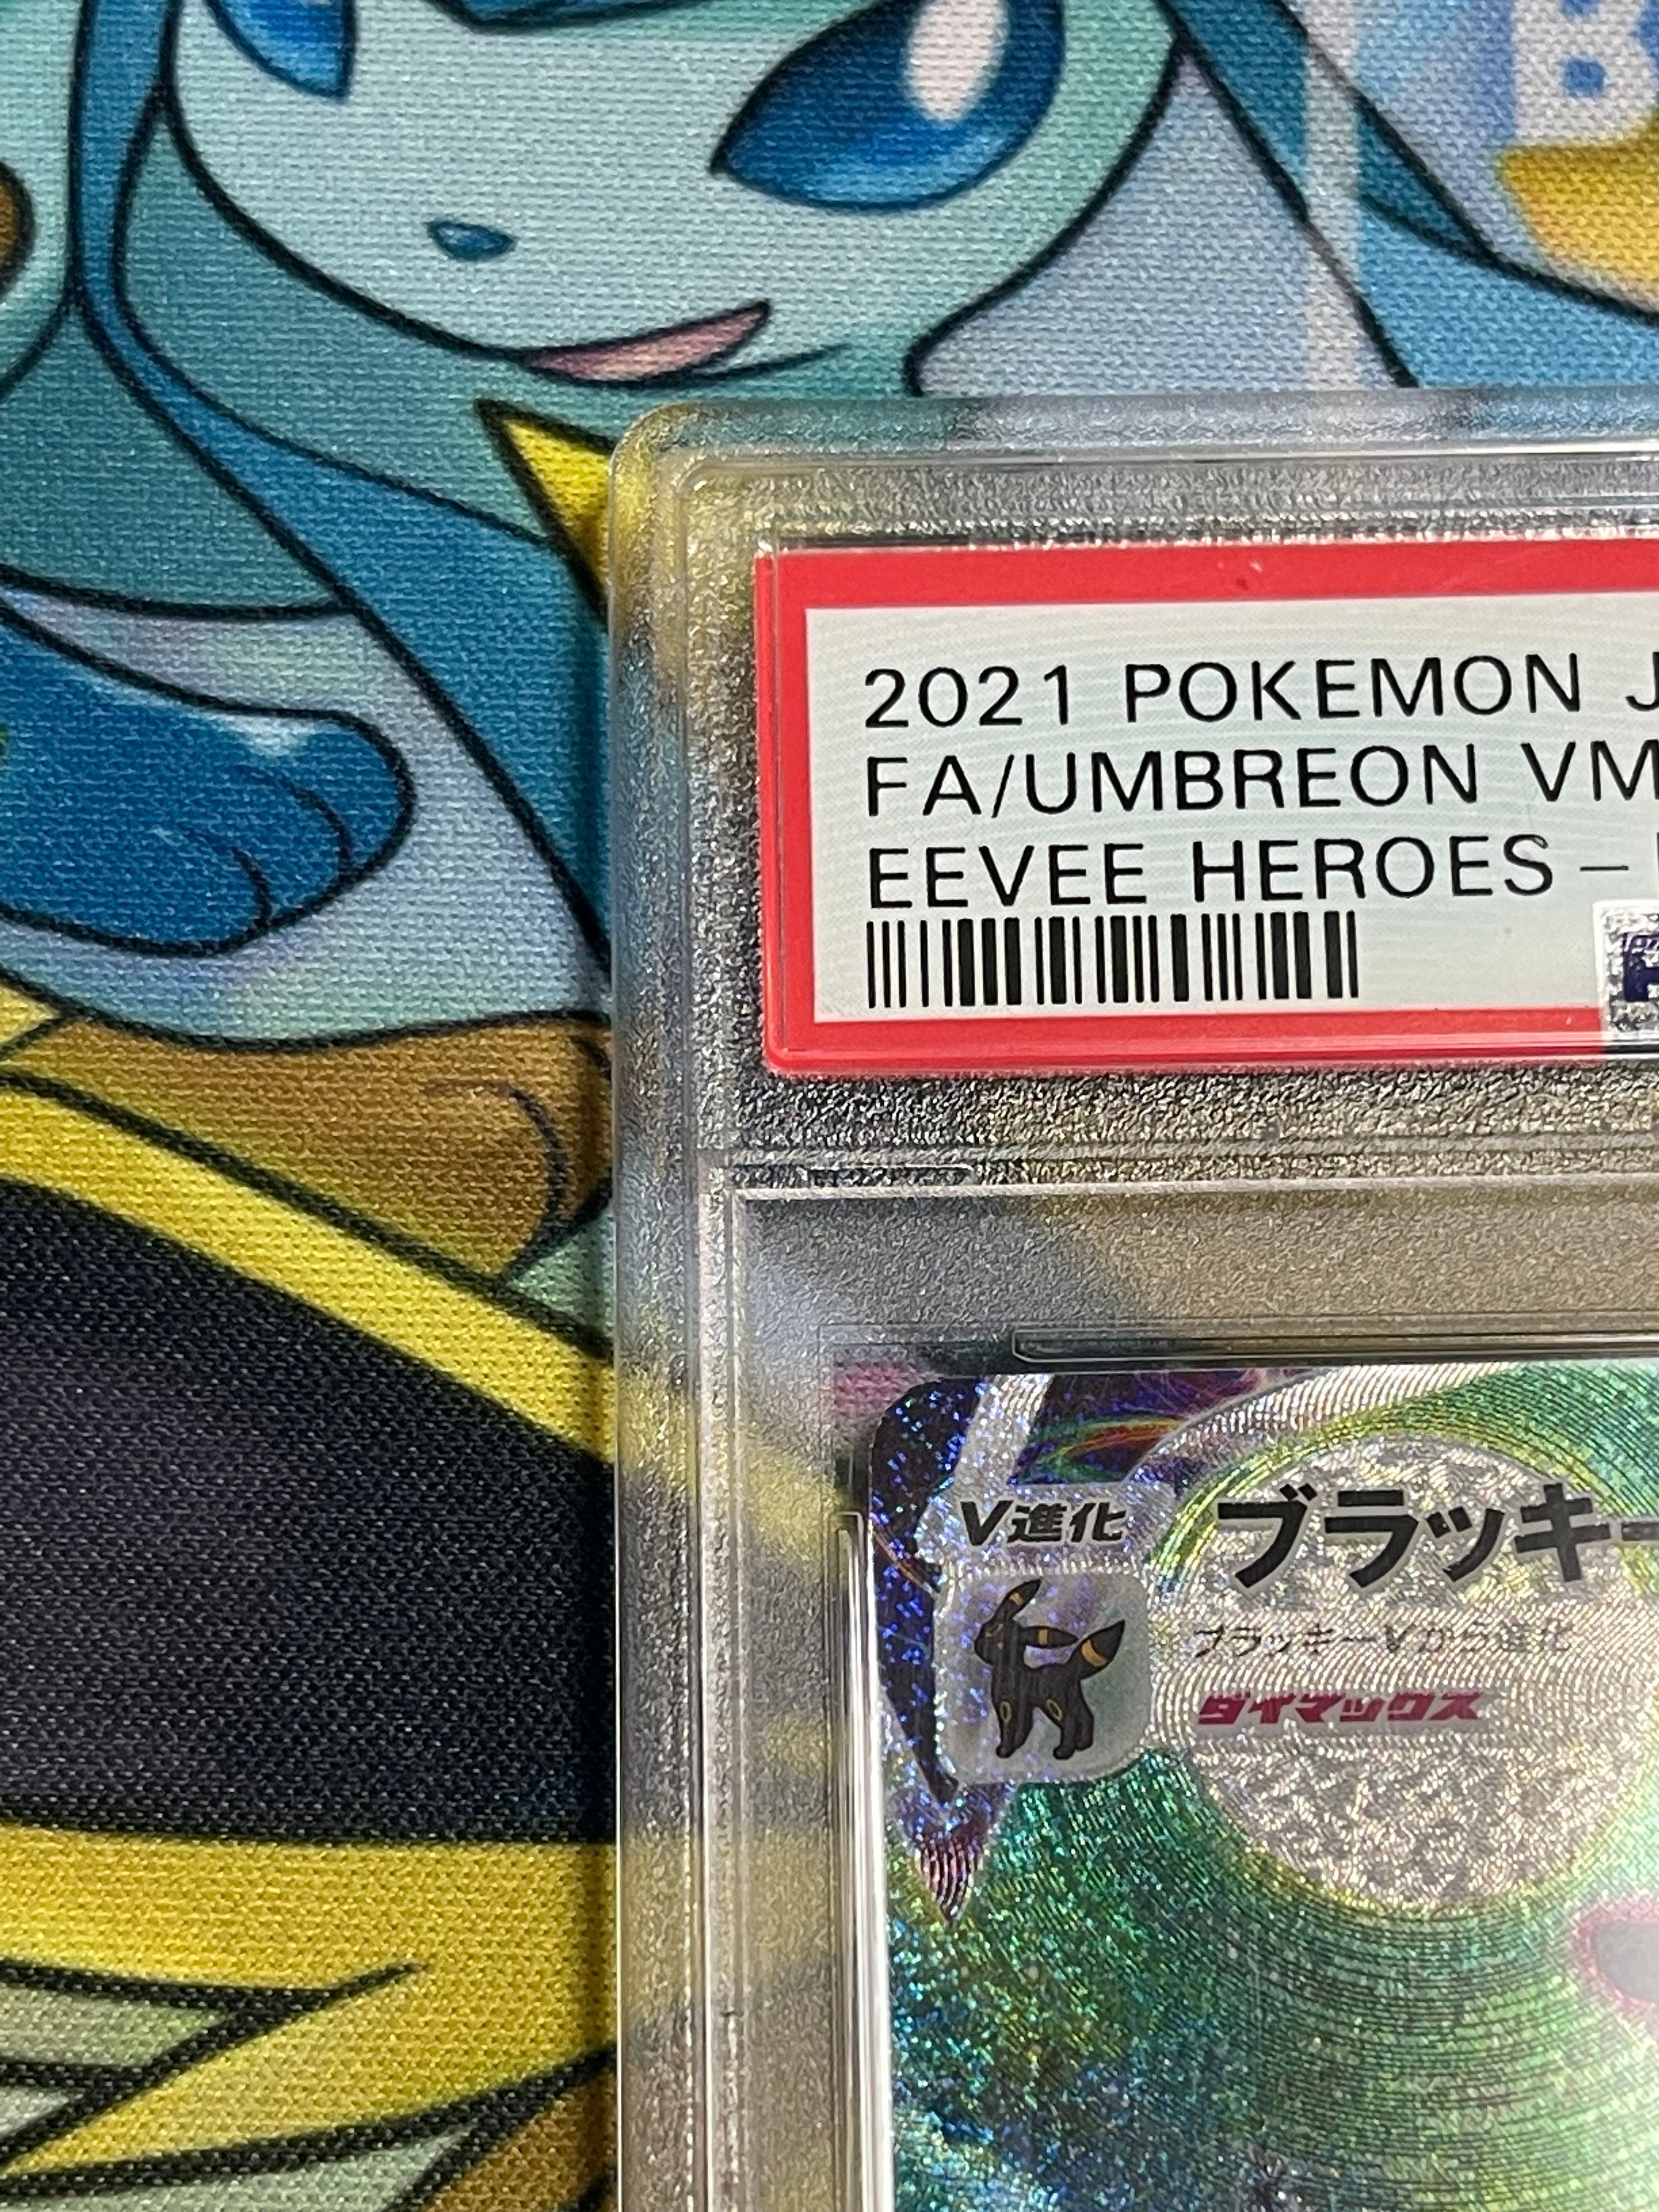 B
2021 POKEMON J
FA/UMBREON VM
EEVEE HEROES –
V進化
ブラッキー
ブラッキーVから進化
ダイマックス